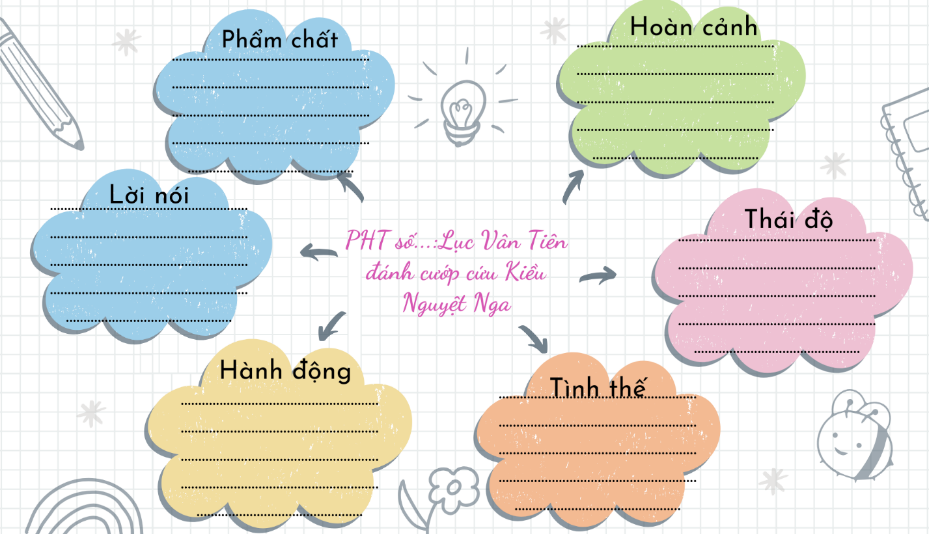 Phẩm chất
Hoàn cảnh
Lời nói
Thái độ
PHT số...:Lục Vân Tiên
đánh cướp cứu Kiều
Nguyệt Nga
Hành động
Tình thế